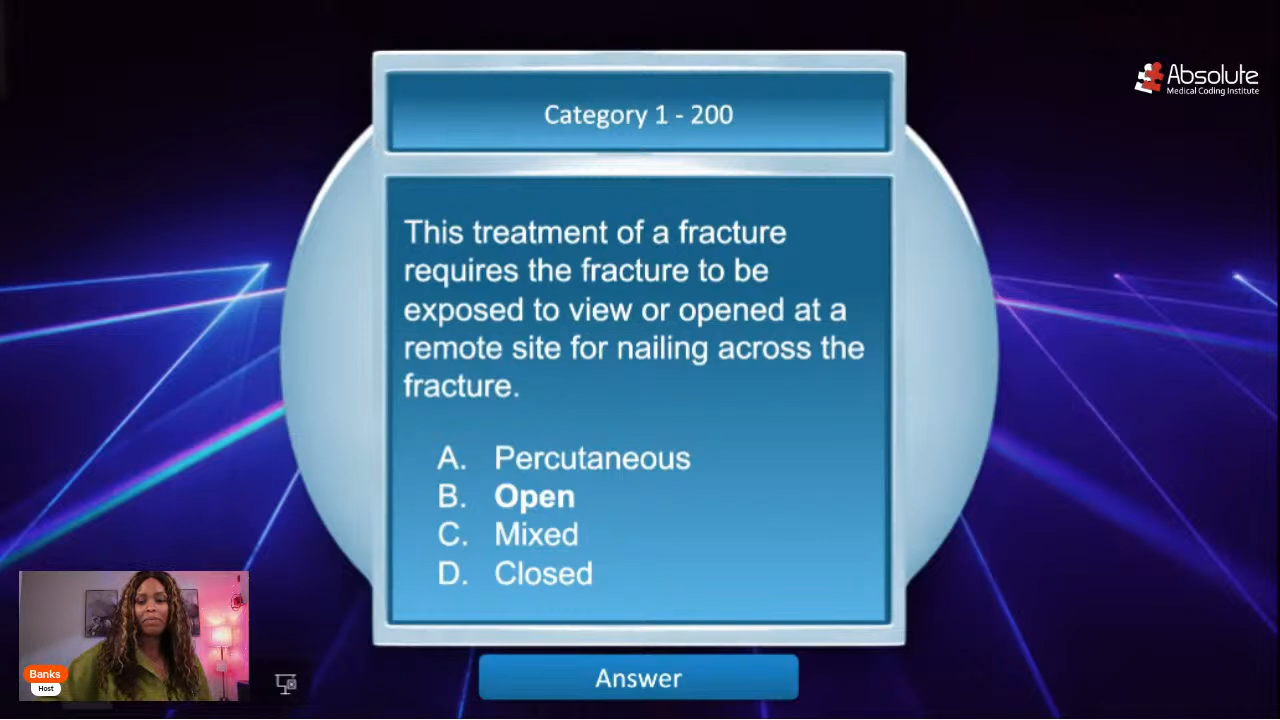 Absolute
Medical Coding Institute
Category 1 - 200
This treatment of a fracture
requires the fracture to be
exposed to view or opened at a
remote site for nailing across the
fracture.
A. Percutaneous
B. Open
C. Mixed
D. Closed
Banks
Host
Answer